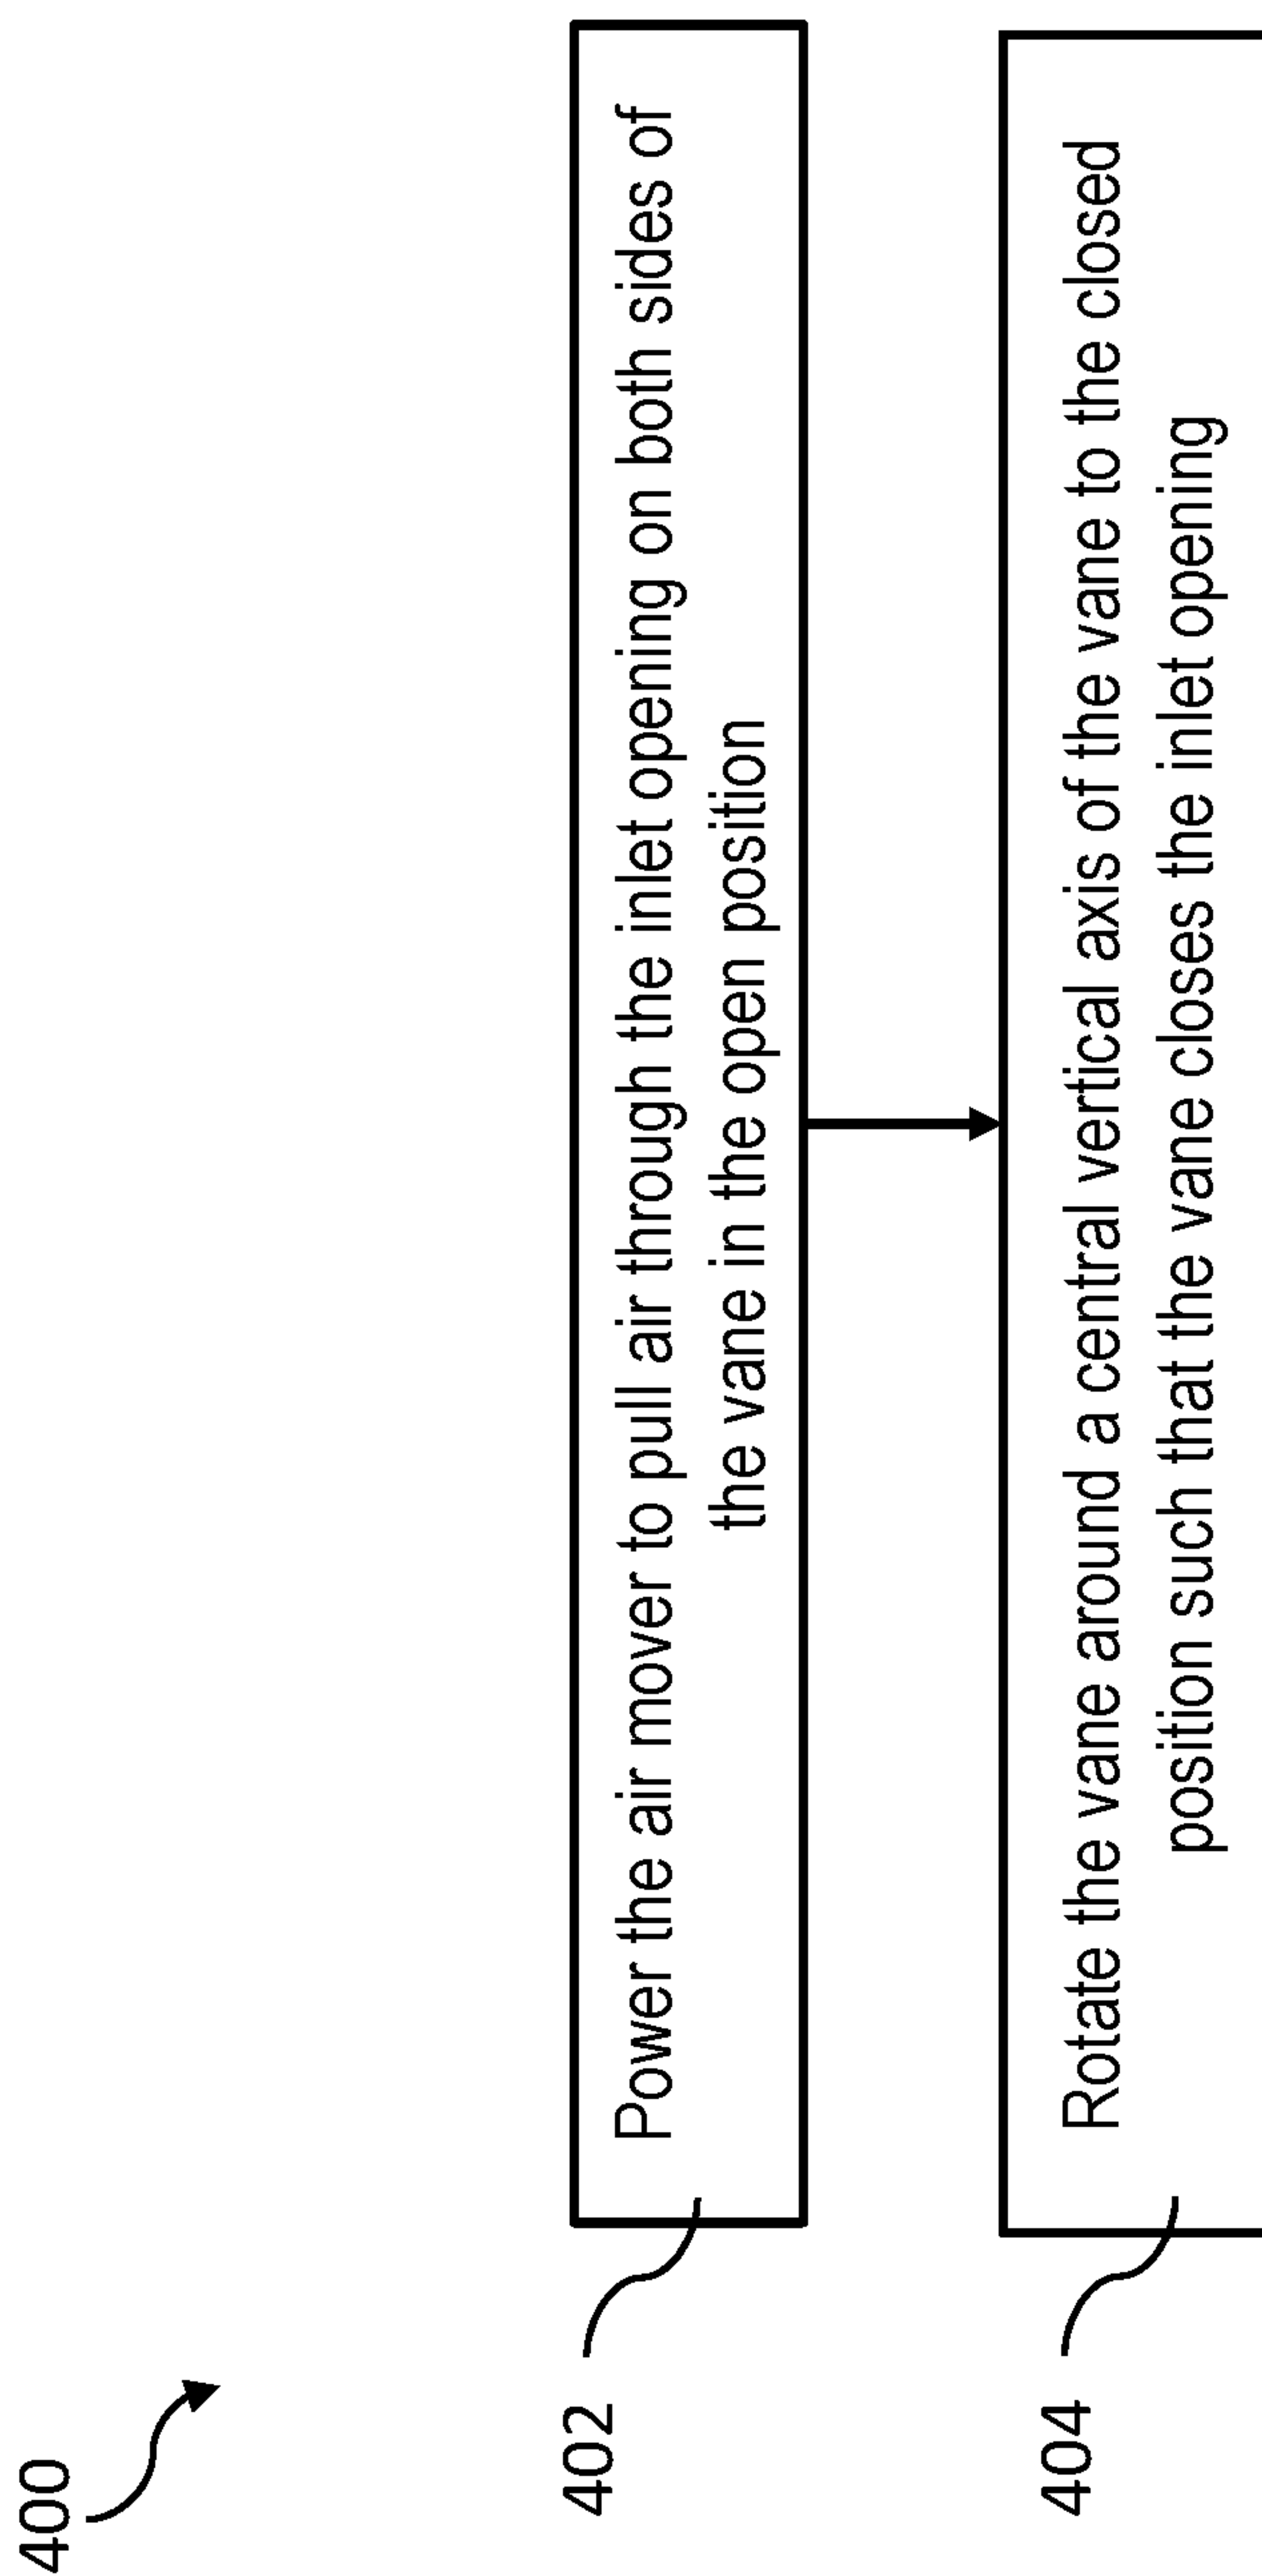 400
402
Power the air mover to pull air through the inlet opening on both sides of
the vane in the open position
404
Rotate the vane around a central vertical axis of the vane to the closed
position such that the vane closes the inlet opening